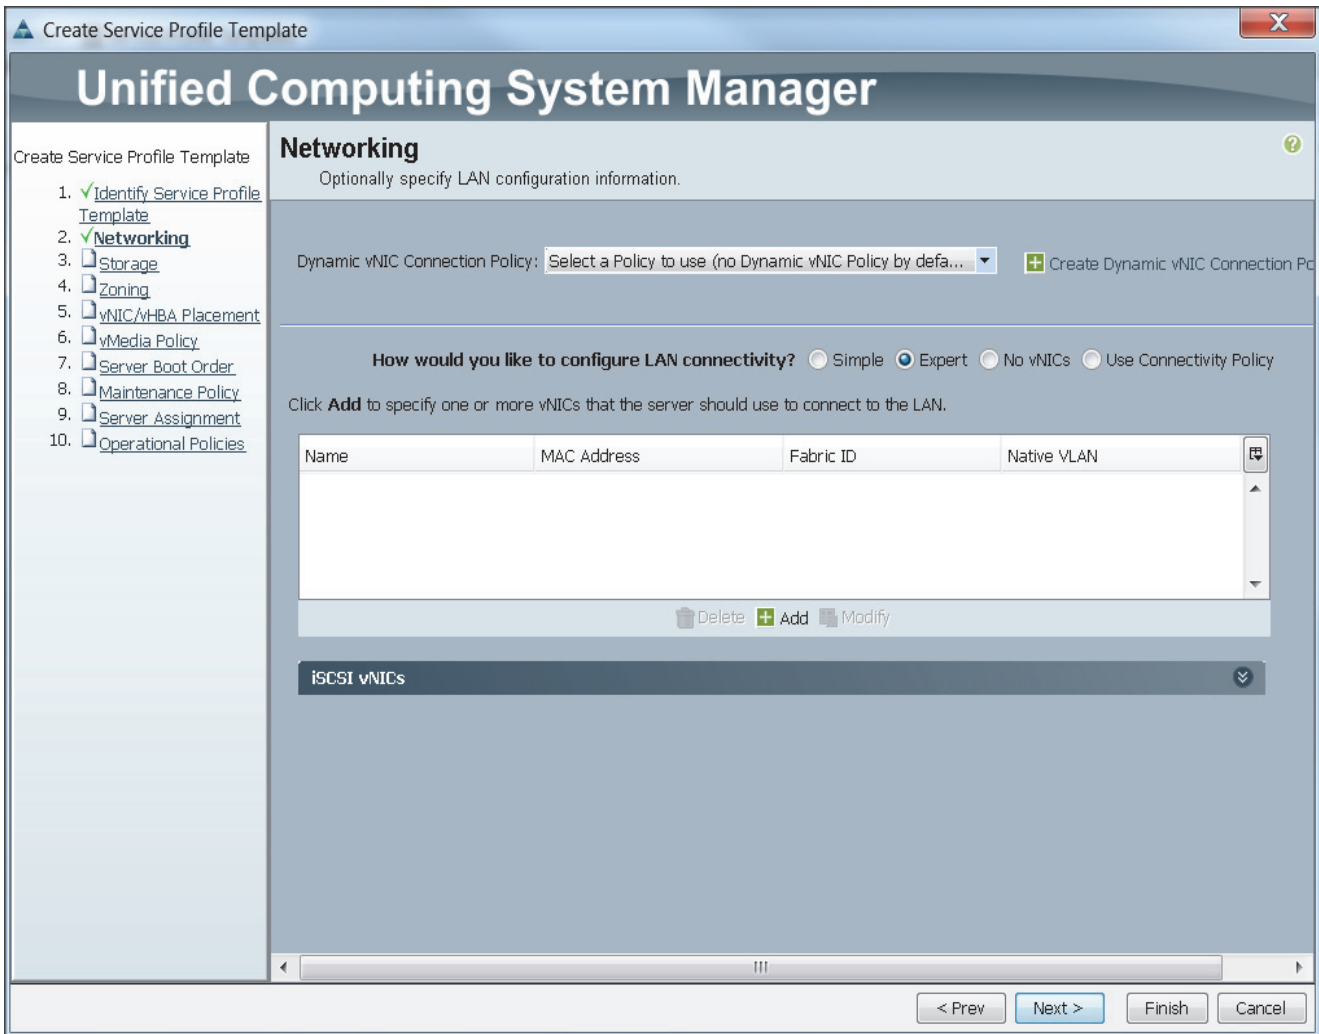 Create Service Profile Template
X
Unified Computing System Manager
Create Service Profile Template
1. Identify Service Profile
Template
2. Networking
3. Storage
4. Zoning
5. vNIC/vHBA Placement
6. vMedia Policy
7. Server Boot Order
8. Maintenance Policy
9. Server Assignment
10. Operational Policies
Networking
?
Optionally specify LAN configuration information.
Dynamic vNIC Connection Policy: Select a Policy to use (no Dynamic vNIC Policy by defa... Create Dynamic vNIC Connection Po
How would you like to configure LAN connectivity? Simple Expert No vNICs Use Connectivity Policy
Click Add to specify one or more vNICs that the server should use to connect to the LAN.
Name MAC Address Fabric ID Native VLAN
Delete Add Modify
iSCSI vNICs
< Prev Next > Finish Cancel